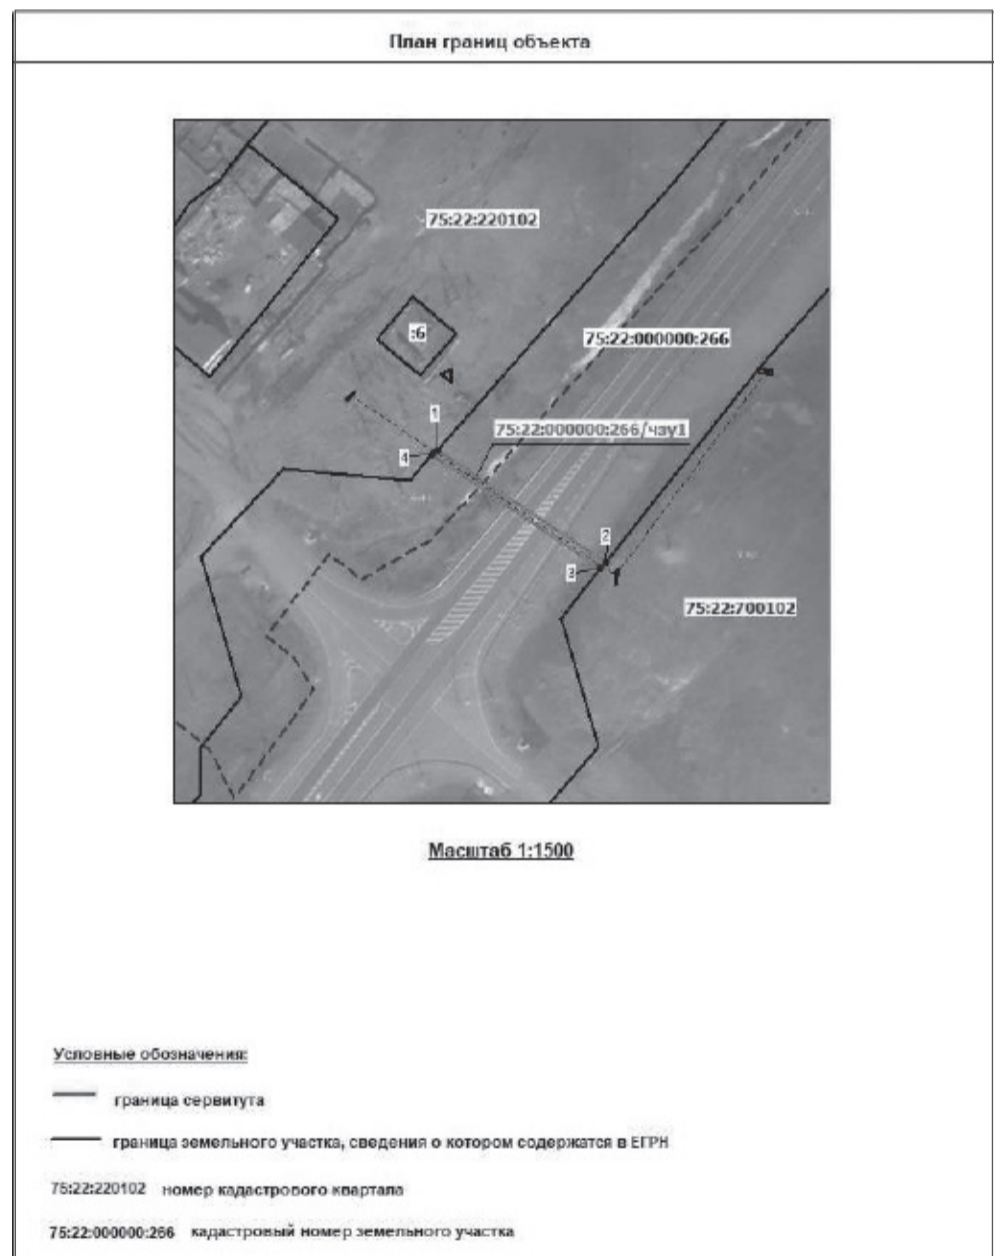 План границ объекта
75:22:220102
:6
75:22:000000:266
1
75:22:000000:266/чзу1
4
2
3
75:22:700102
Масштаб 1:1500
Условные обозначения:
граница сервитута
граница земельного участка, сведения о котором содержатся в ЕГРН
75:22:220102 номер кадастрового квартала
75:22:000000:266 кадастровый номер земельного участка